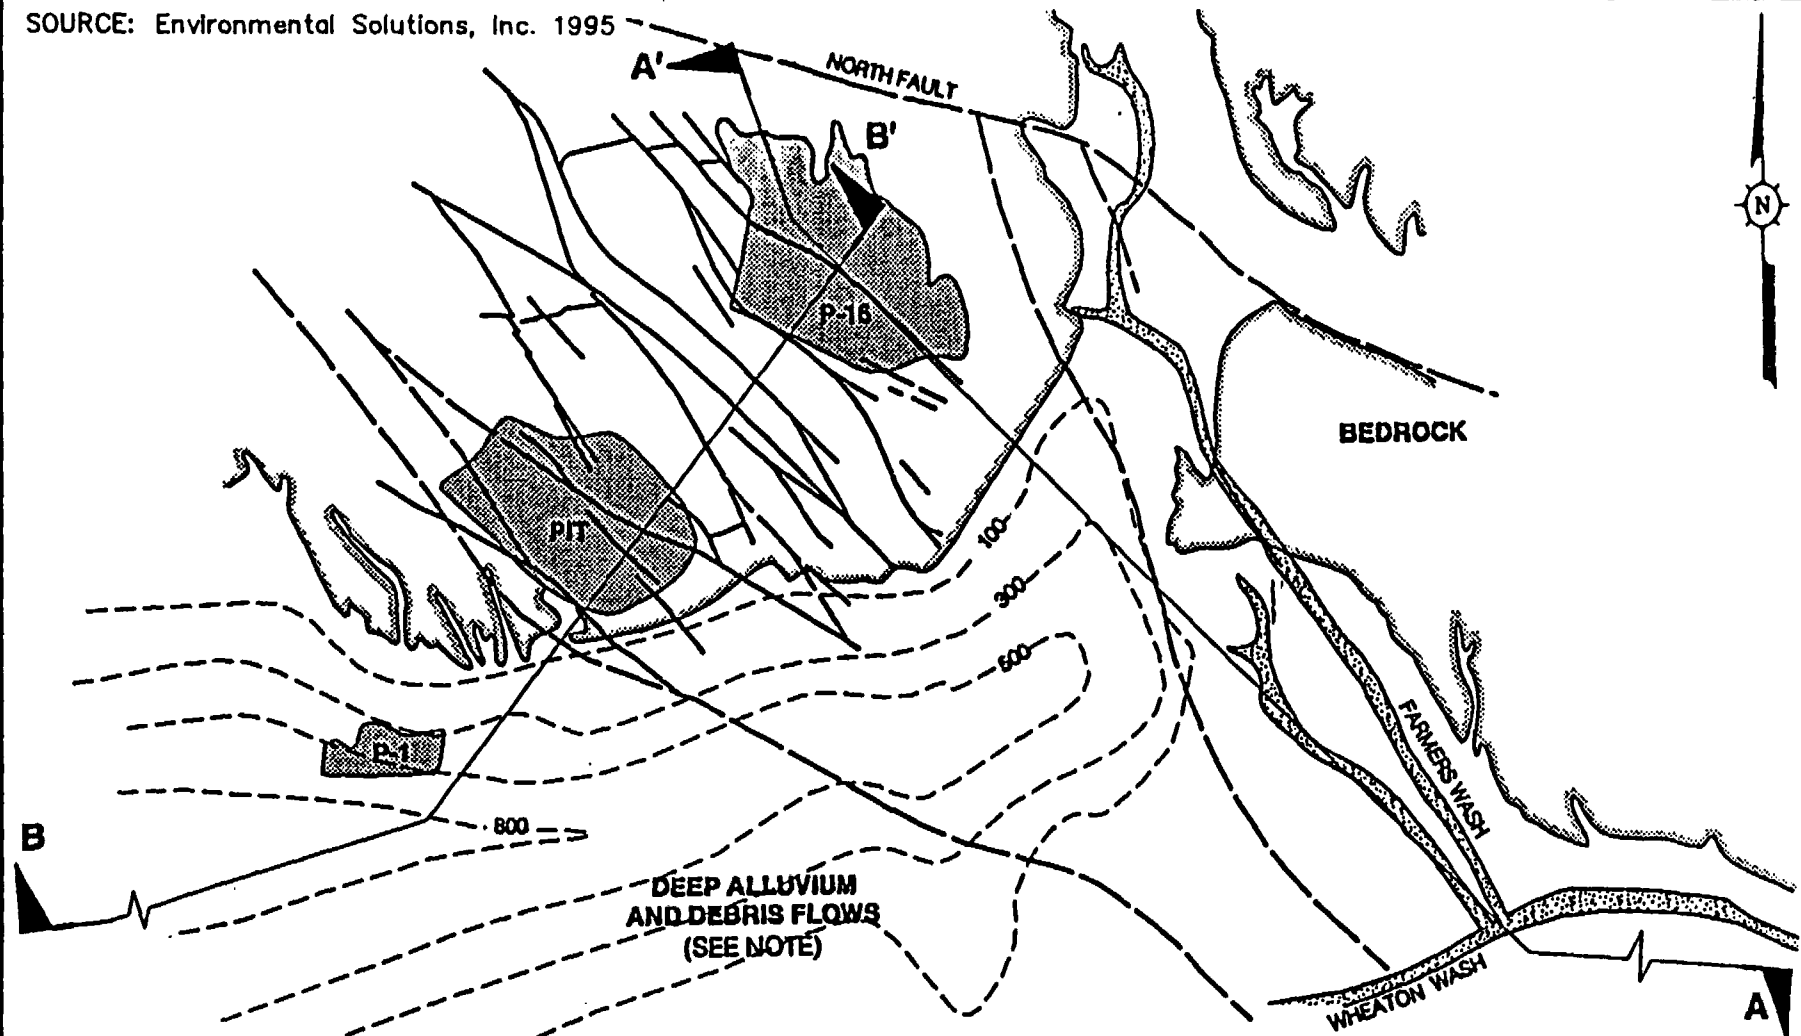 SOURCE: Environmental Solutions, Inc. 1995
A'
NORTH FAULT
B'
N
P-16
BEDROCK
PIT
100
300
600
P-1
FARMERS WASH
800
B
DEEP ALLUVIUM
AND DEBRIS FLOWS
(SEE NOTE)
WHEATON WASH
A